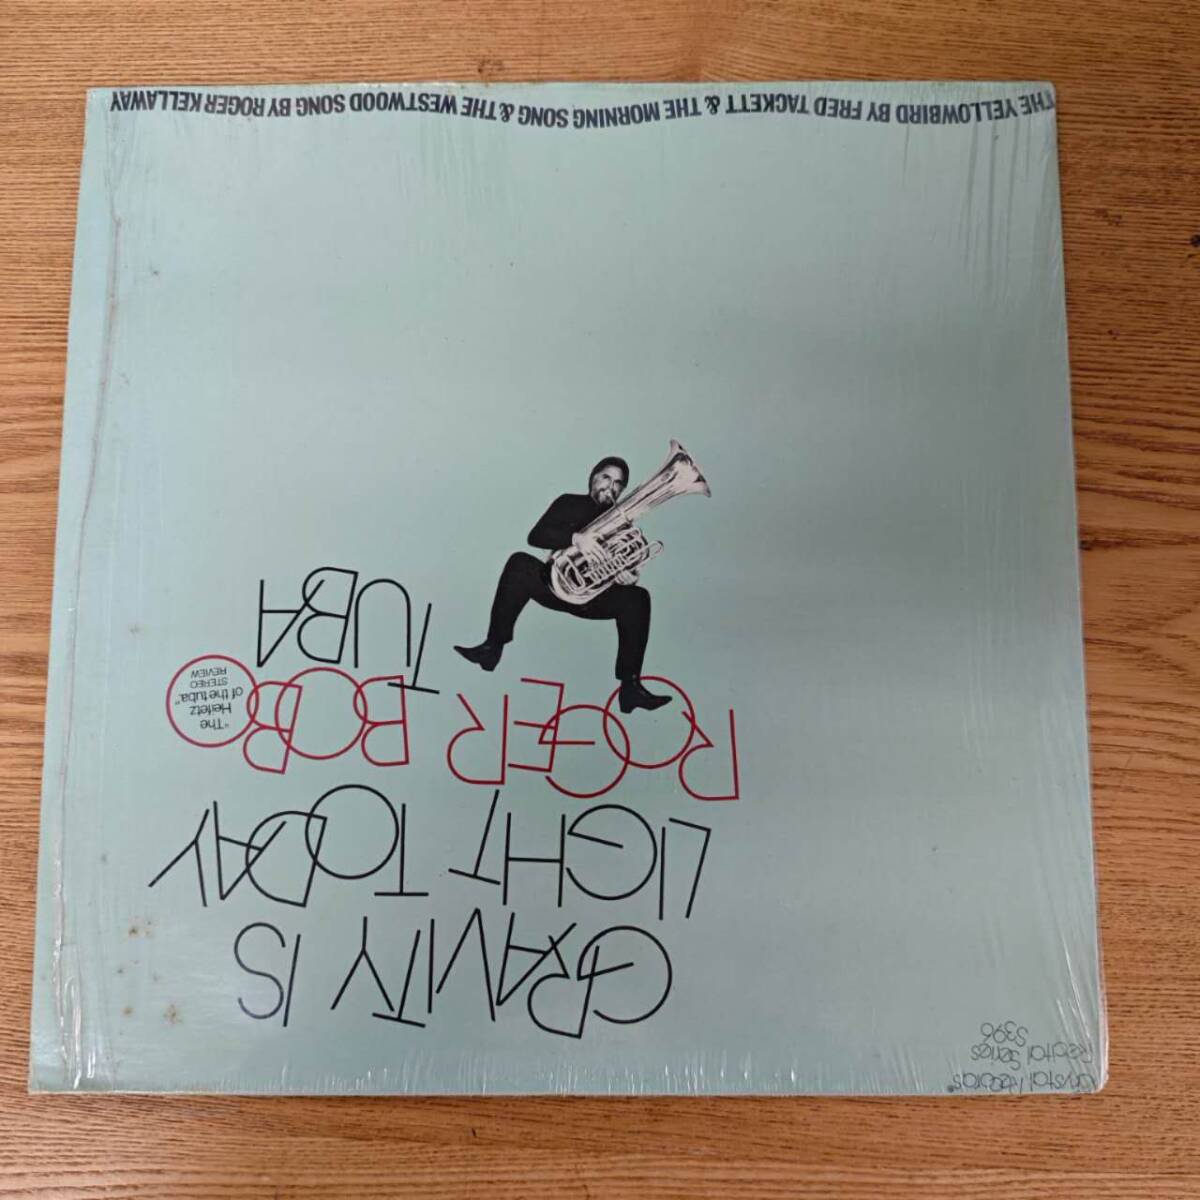 Crystal Records®
Recital Series
S396
GRAVITY IS
LIGHT TODAY
ROGER BOBO
TUBA
"The
Heifetz
of the tuba."
STEREO
REVIEW
THE YELLOWBIRD BY FRED TACKETT & THE MORNING SONG & THE WESTWOOD SONG BY ROGER KELLAWAY